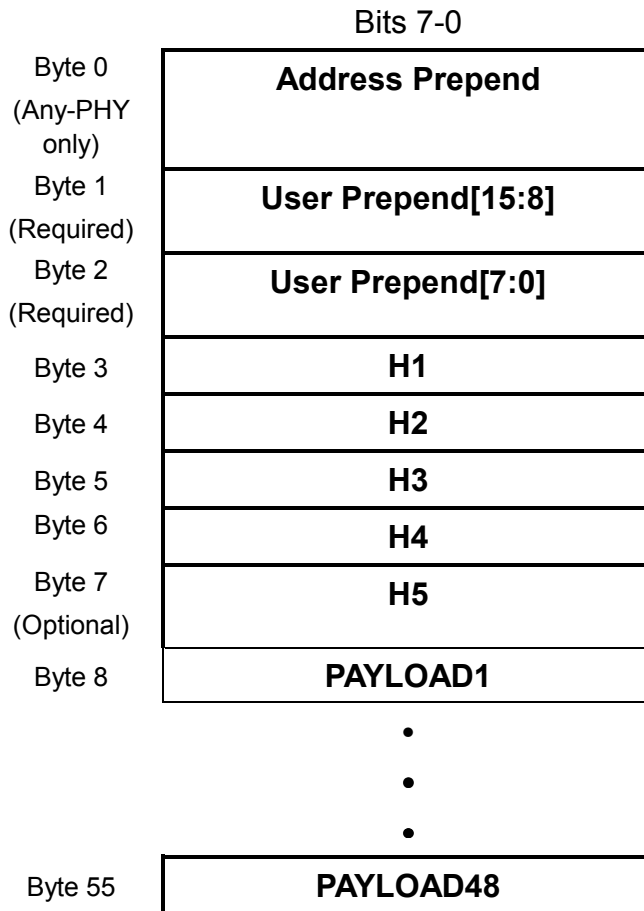 Bits 7-0
Byte 0
(Any-PHY
only)
Address Prepend
Byte 1
(Required)
User Prepend[15:8]
Byte 2
(Required)
User Prepend[7:0]
Byte 3
H1
Byte 4
H2
Byte 5
H3
Byte 6
H4
Byte 7
(Optional)
H5
Byte 8
PAYLOAD1
•
•
•
Byte 55
PAYLOAD48